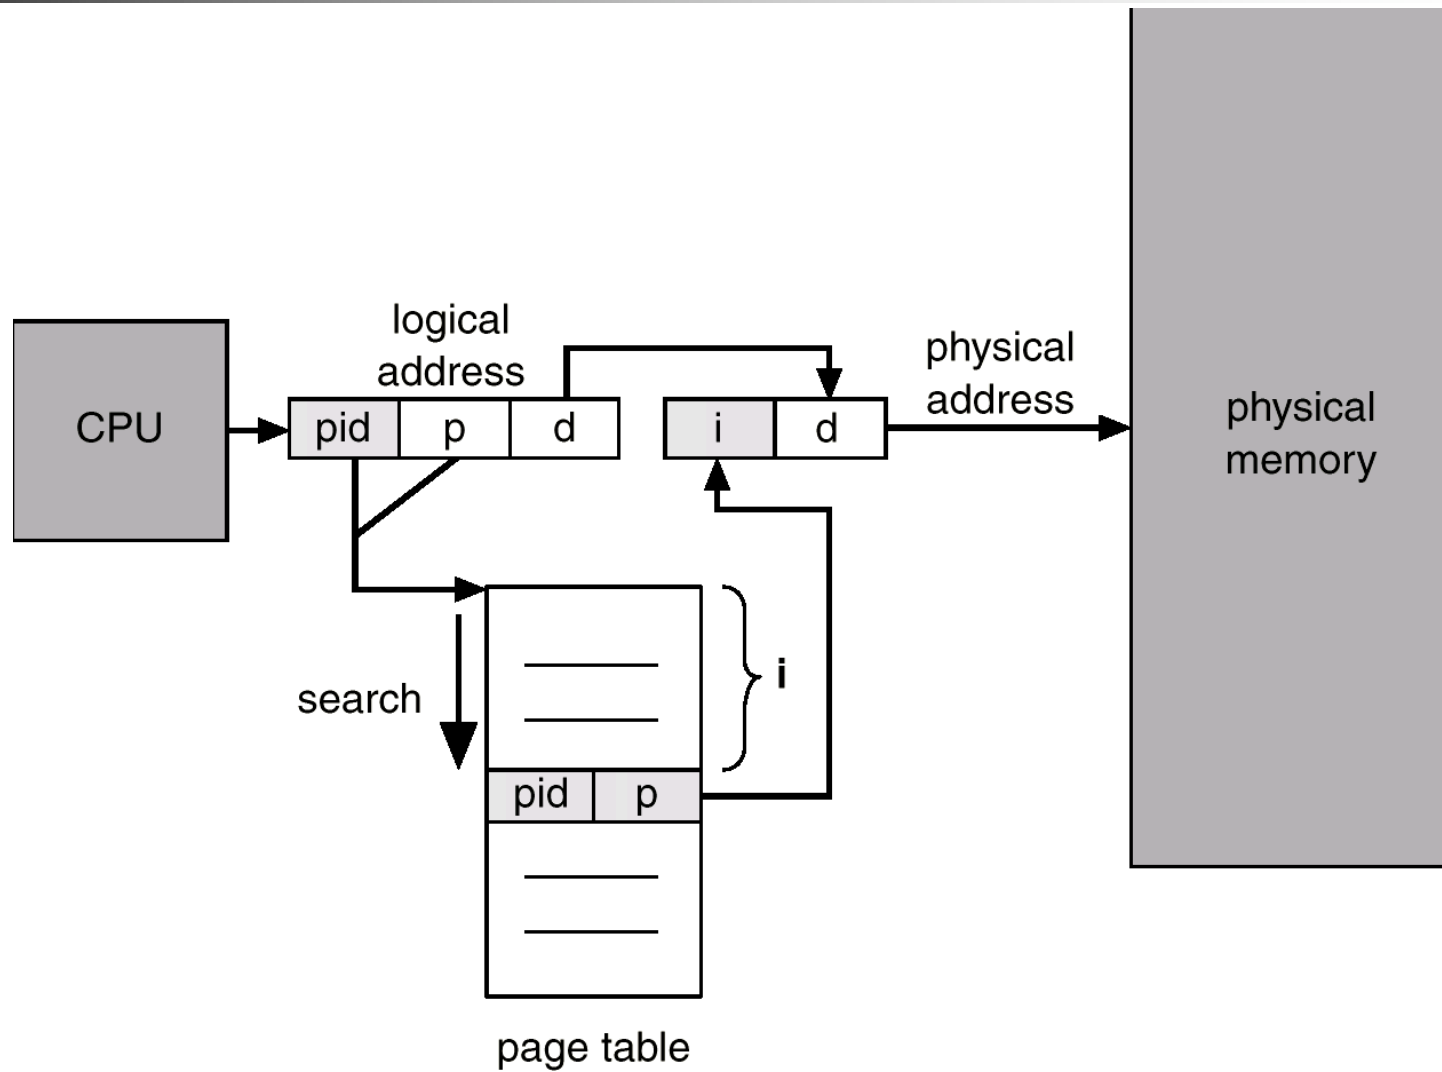 logical
address
physical
address
CPU
pid
p
d
i
d
physical
memory
search
i
pid
p
page table